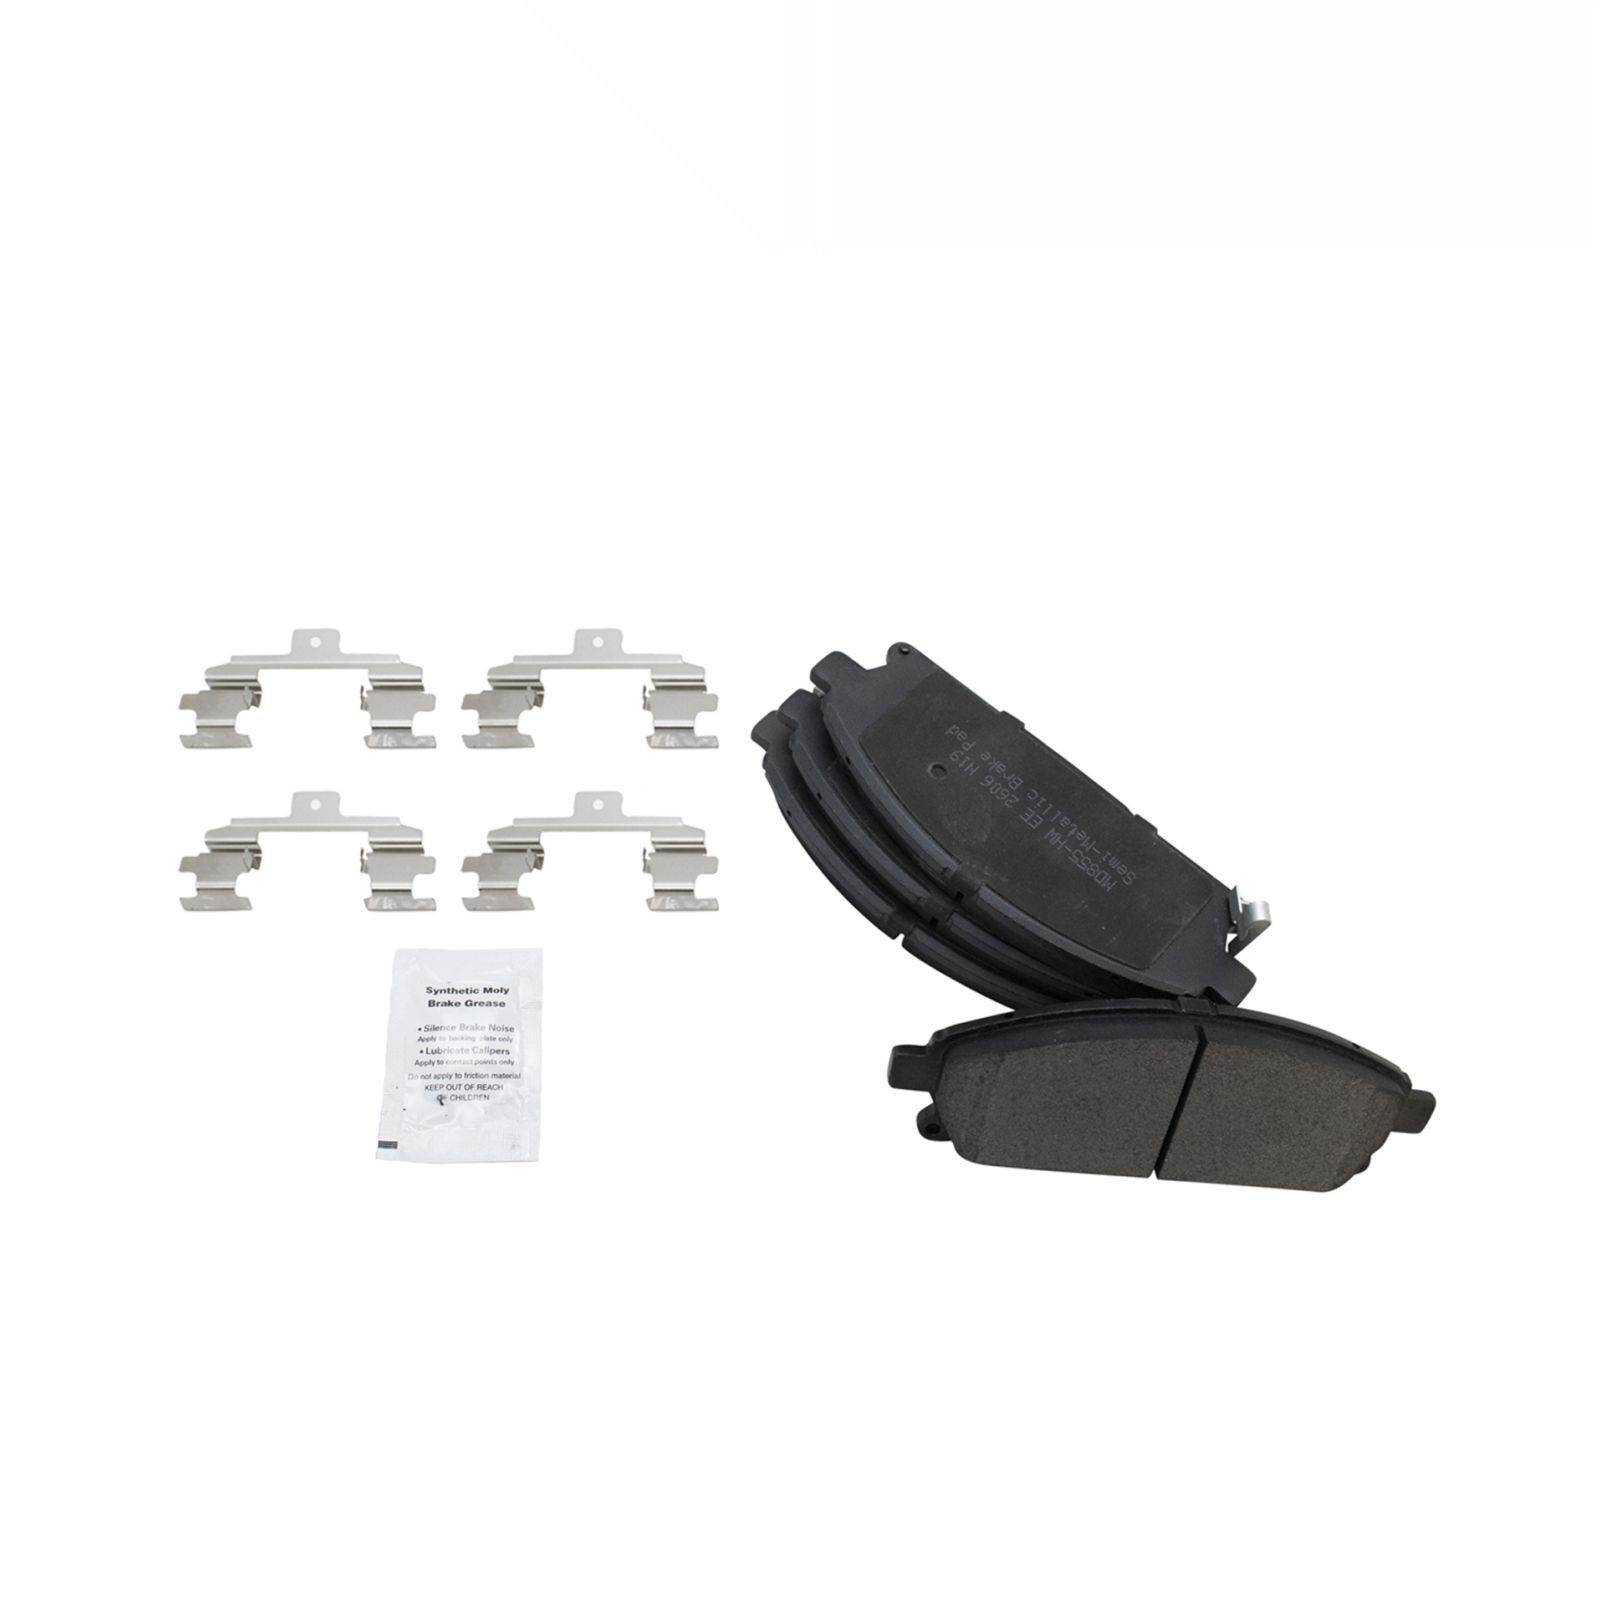 MD855-HW EE 2606 N19
Semi-Metallic Brake Pad
Synthetic Moly
Brake Grease
• Silence Brake Noise
Apply to backing plate only
• Lubricate Calipers
Apply to contact points only
Do not apply to friction material
KEEP OUT OF REACH
OF CHILDREN